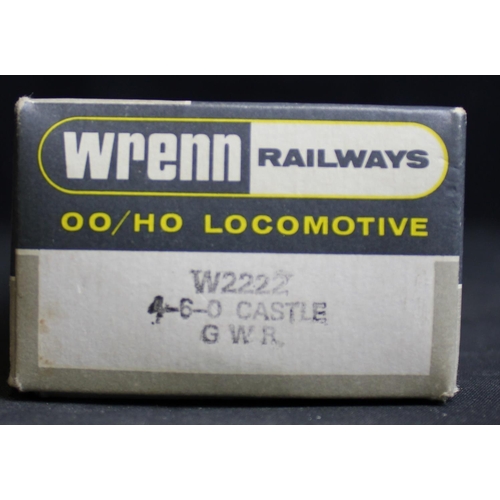 wrenn RAILWAYS
OO/HO LOCOMOTIVE
W2222
4-6-0 CASTLE
G W R.